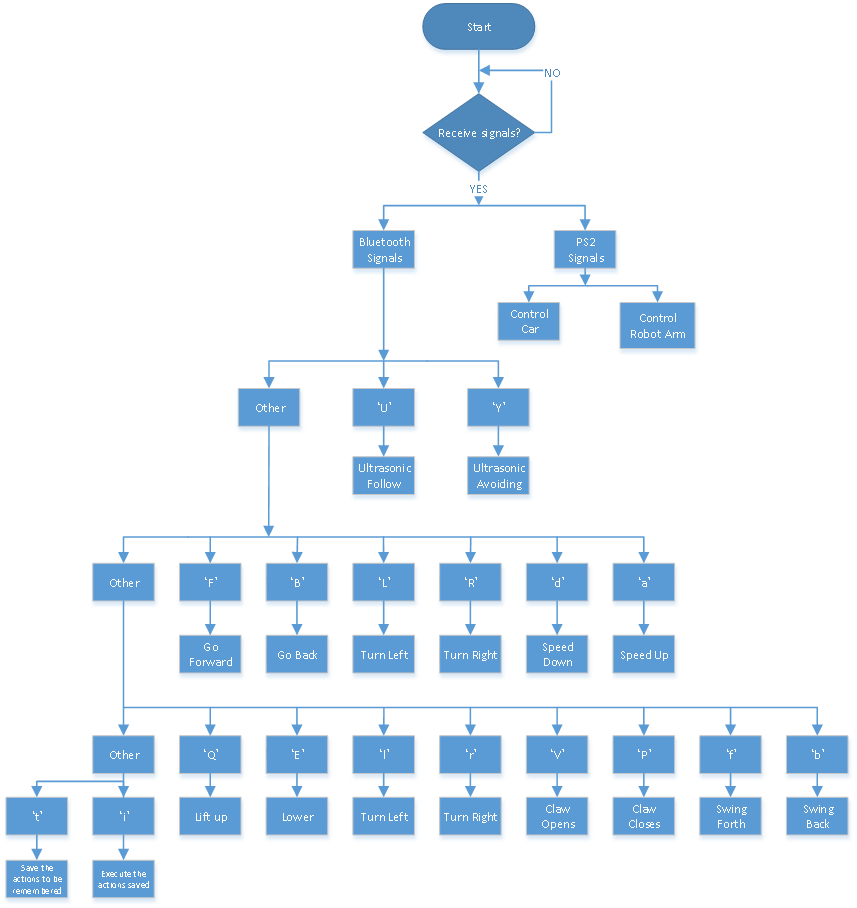 Start
NO
Receive signals?
YES
Bluetooth
Signals
PS2
Signals
Control
Car
Control
Robot Arm
Other
‘U’
‘Y’
Ultrasonic
Follow
Ultrasonic
Avoiding
Other
‘F’
‘B’
‘L’
‘R’
‘d’
‘a’
Go
Forward
Go Back
Turn Left
Turn Right
Speed
Down
Speed Up
Other
‘Q’
‘E’
‘l’
‘r’
‘V’
‘P’
‘f’
‘b’
‘t’
‘i’
Lift up
Lower
Turn Left
Turn Right
Claw
Opens
Claw
Closes
Swing
Forth
Swing
Back
Save the
actions to be
remembered
Execute the
actions saved